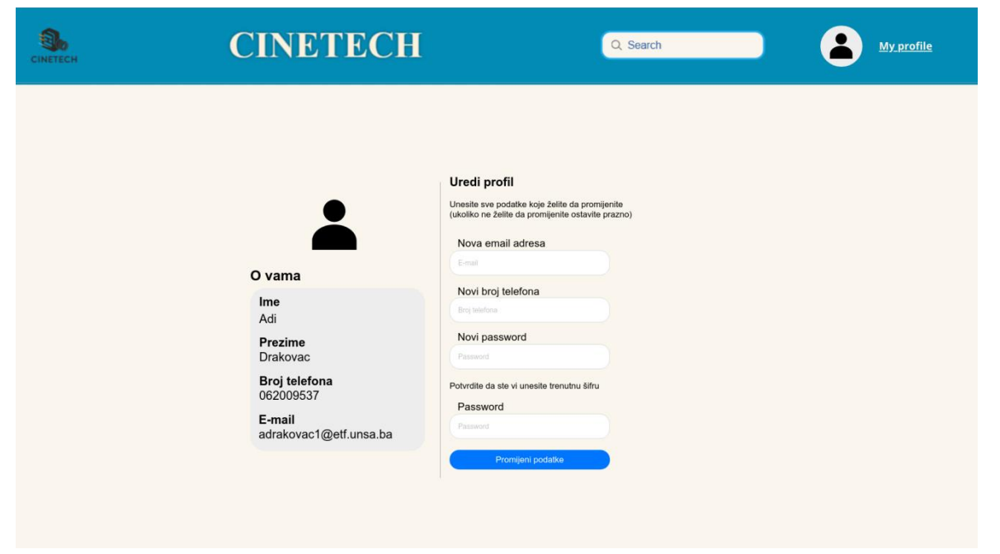 CINETECH
CINETECH
Search
My profile
O vama
Ime
Adi
Prezime
Drakovac
Broj telefona
062009537
E-mail
adrakovac1@etf.unsa.ba
Uredi profil
Unesite sve podatke koje želite da promijenite
(ukoliko ne želite da promijenite ostavite prazno)
Nova email adresa
E-mail
Novi broj telefona
Broj telefona
Novi password
Password
Potvrdite da ste vi unesite trenutnu šifru
Password
Password
Promijeni podatke